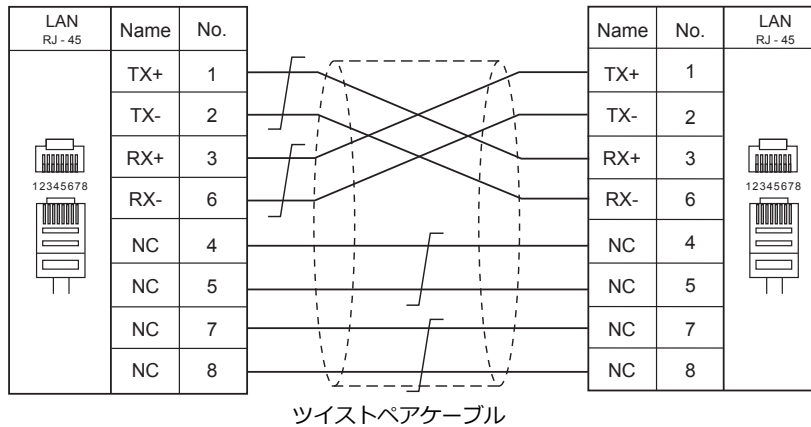 LAN
RJ - 45
Name No.
TX+ 1
TX- 2
RX+ 3
RX- 6
NC 4
NC 5
NC 7
NC 8
12345678
Name No.
LAN
RJ - 45
TX+ 1
TX- 2
RX+ 3
RX- 6
NC 4
NC 5
NC 7
NC 8
12345678
ツイストペアケーブル